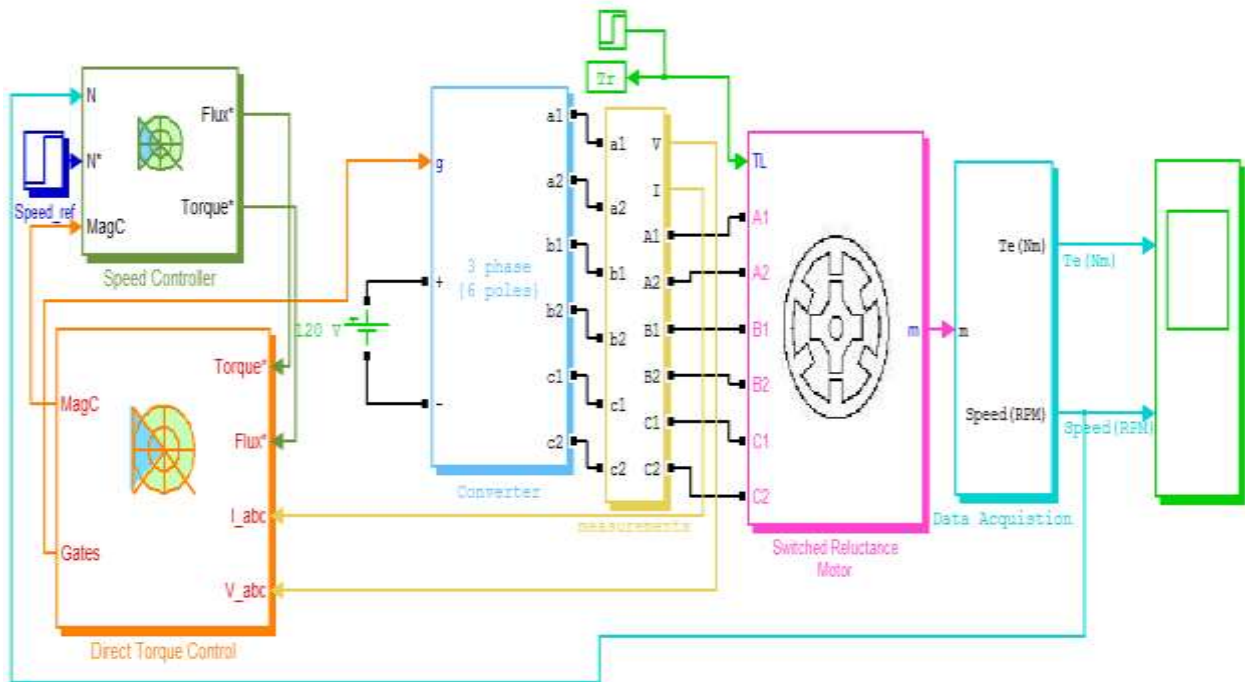 N
N*
MagC
Flux*
Torque*
Speed_ref
Speed Controller
Torque*
MagC
Flux*
I_abc
Gates
V_abc
Direct Torque Control
120 V
g
+
-
3 phase
(6 poles)
a1
a2
b1
b2
c1
c2
Converter
a1
a2
b1
b2
c1
c2
V
I
A1
A2
B1
B2
C1
C2
measurements
Tr
TL
A1
A2
B1
B2
C1
C2
m
Switched Reluctance
Motor
m
Te(Nm)
Speed(RPM)
Data Acquistion
Te(Nm)
Speed(RPM)